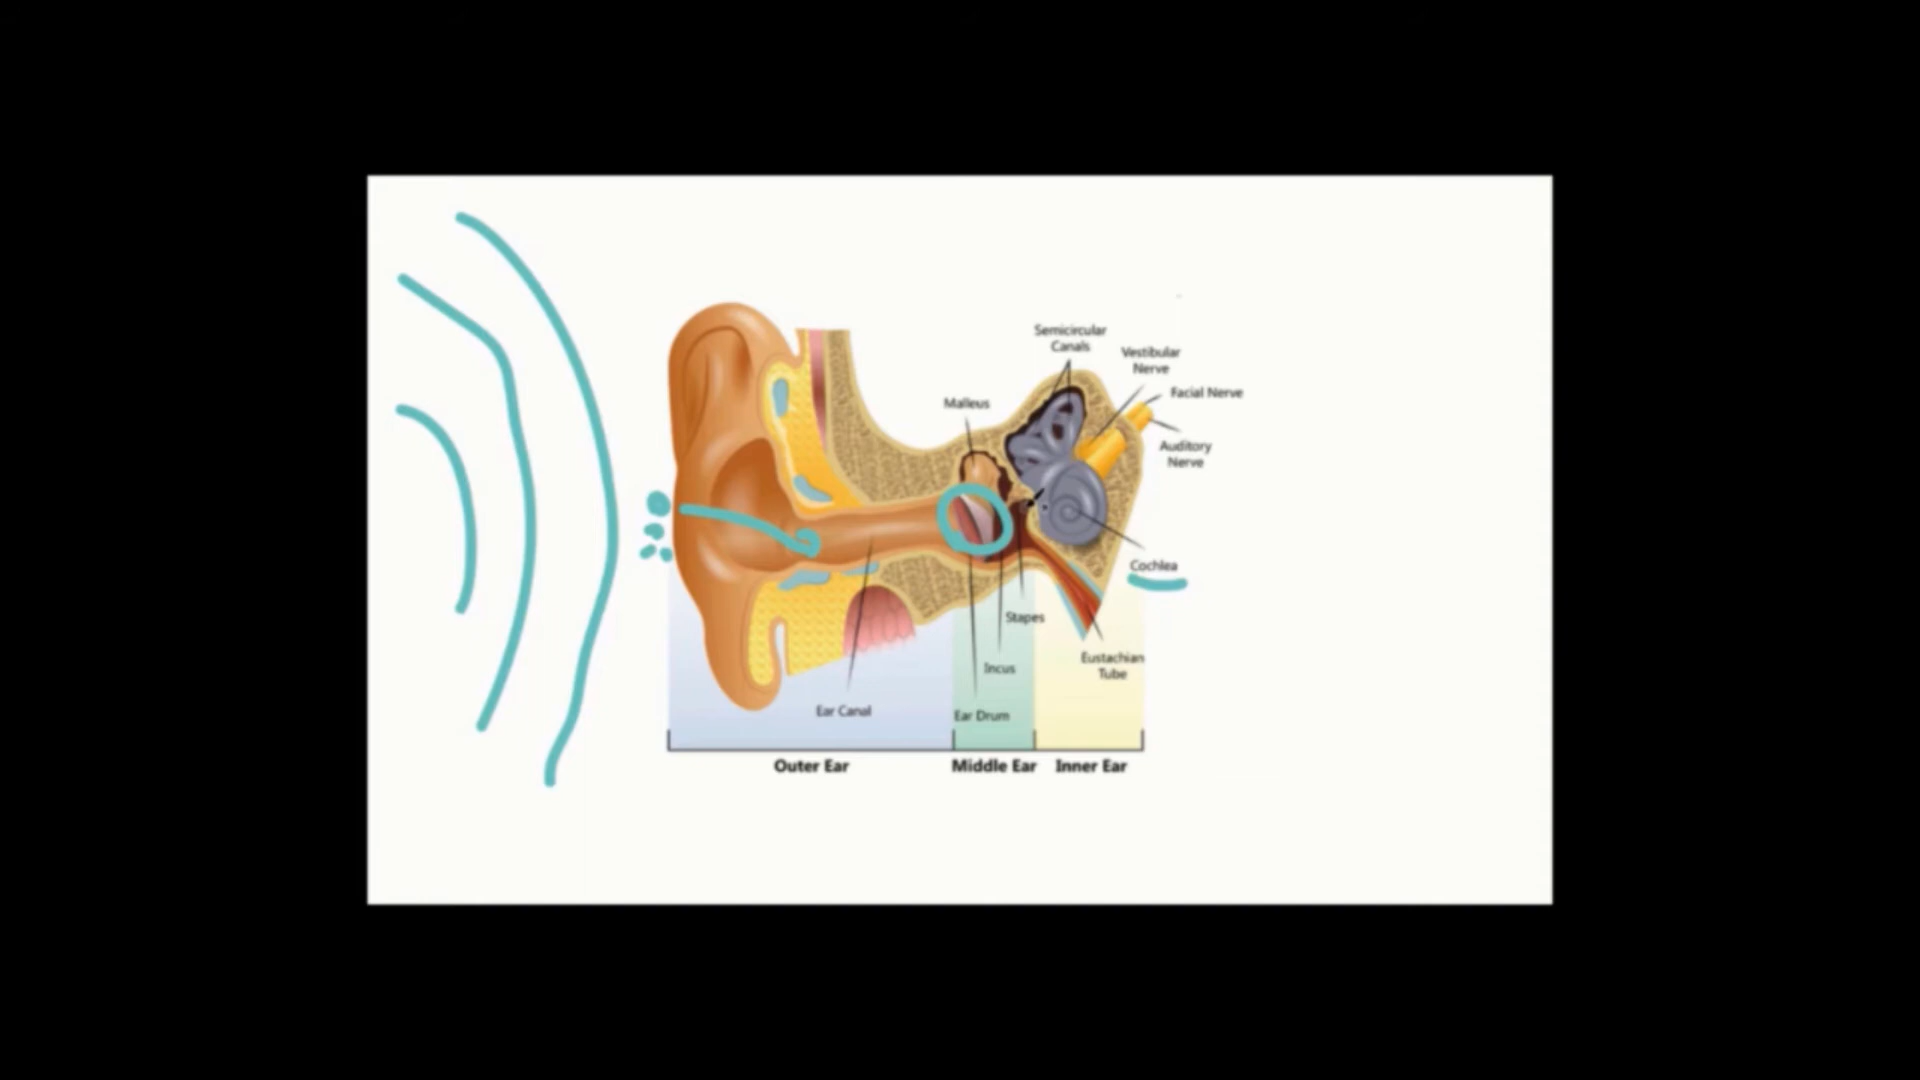 Semicircular
Canals
Vestibular
Nerve
Facial Nerve
Malleus
Auditory
Nerve
Cochlea
Stapes
Eustachian
Tube
Incus
Ear Canal
Ear Drum
Outer Ear
Middle Ear
Inner Ear